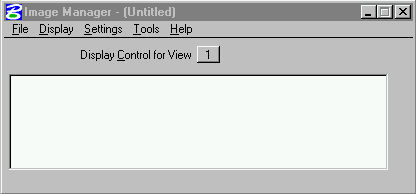 Image Manager - (Untitled)
File Display Settings Tools Help
Display Control for View 1